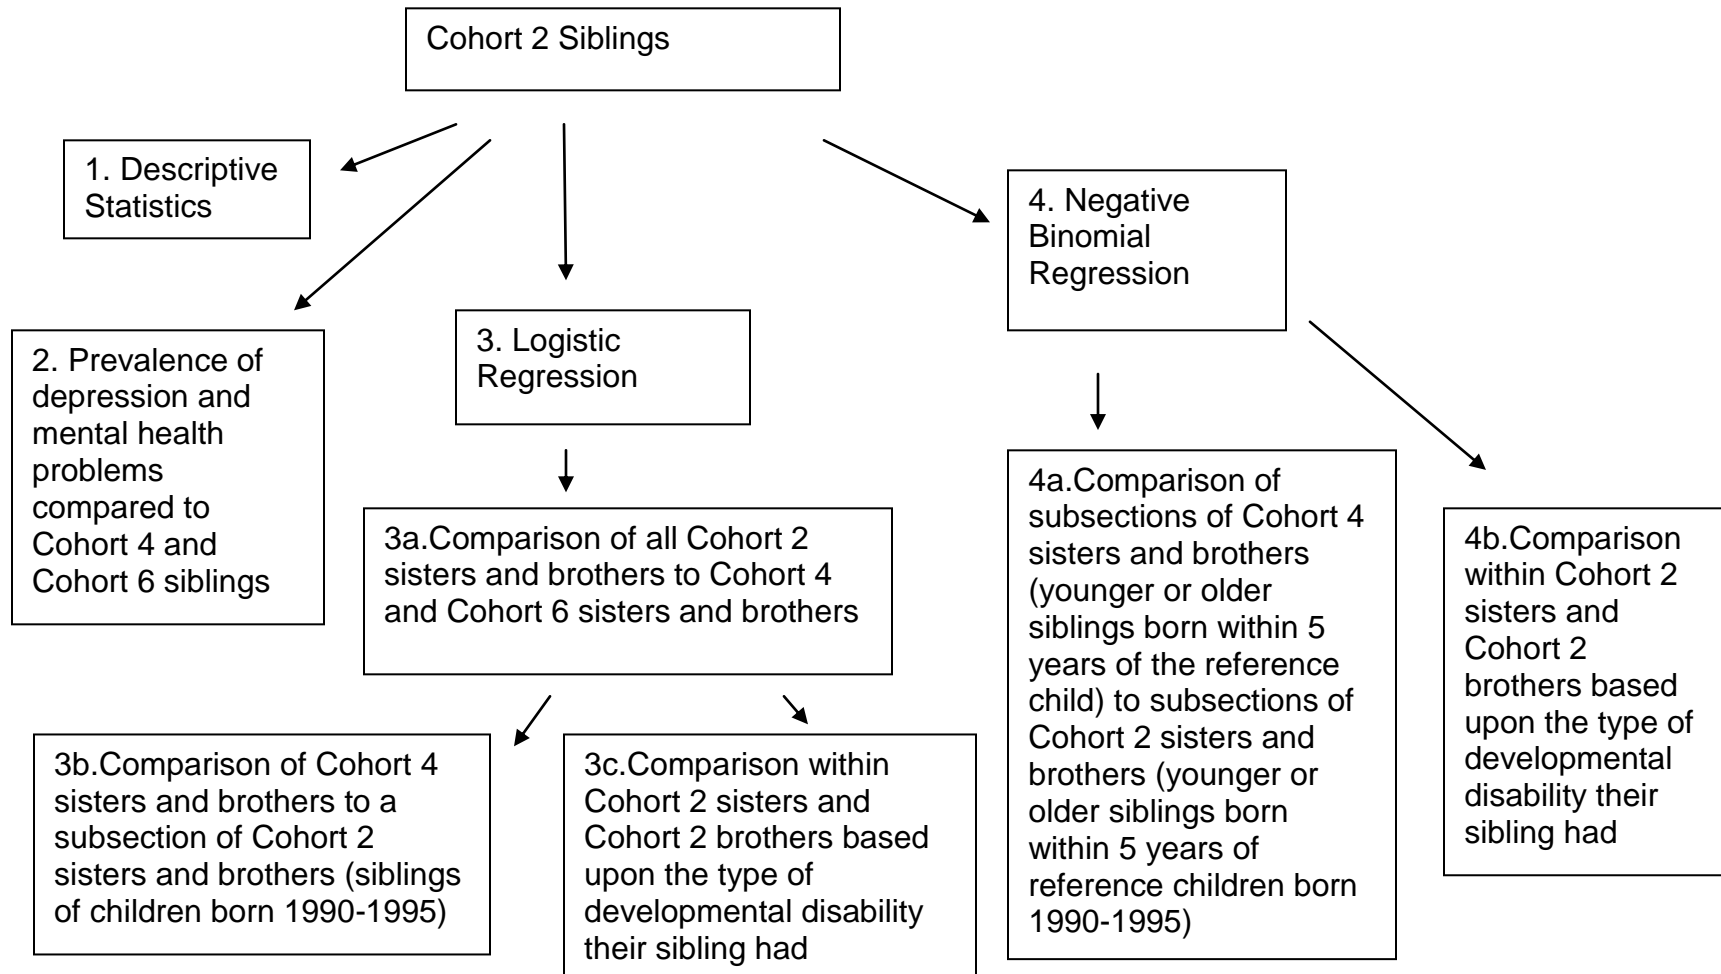 Cohort 2 Siblings
1. Descriptive
Statistics
2. Prevalence of
depression and
mental health
problems
compared to
Cohort 4 and
Cohort 6 siblings
3. Logistic
Regression
4. Negative
Binomial
Regression
3a.Comparison of all Cohort 2
sisters and brothers to Cohort 4
and Cohort 6 sisters and brothers
3b.Comparison of Cohort 4
sisters and brothers to a
subsection of Cohort 2
sisters and brothers (siblings
of children born 1990-1995)
3c.Comparison within
Cohort 2 sisters and
Cohort 2 brothers based
upon the type of
developmental disability
their sibling had
4a.Comparison of
subsections of Cohort 4
sisters and brothers
(younger or older
siblings born within 5
years of the reference
child) to subsections of
Cohort 2 sisters and
brothers (younger or
older siblings born
within 5 years of
reference children born
1990-1995)
4b.Comparison
within Cohort 2
sisters and
Cohort 2
brothers based
upon the type of
developmental
disability their
sibling had